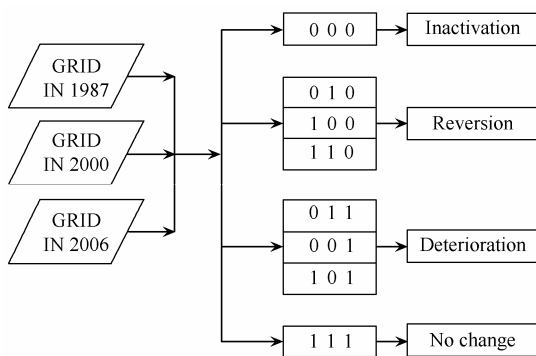 GRID
IN 1987
GRID
IN 2000
GRID
IN 2006
0 0 0
Inactivation
0 1 0
1 0 0
1 1 0
Reversion
0 1 1
0 0 1
1 0 1
Deterioration
1 1 1
No change